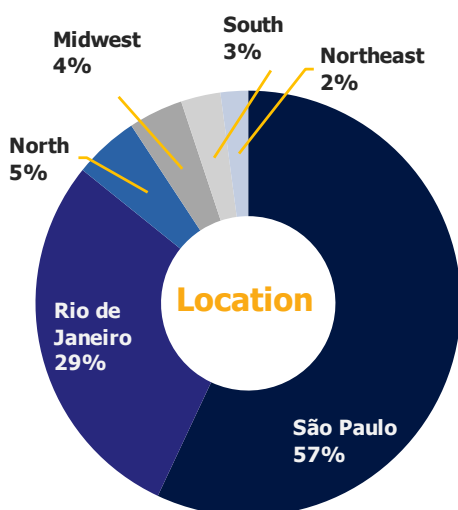 South
3%
Midwest
4%
Northeast
2%
North
5%
Location
Rio de
Janeiro
29%
São Paulo
57%